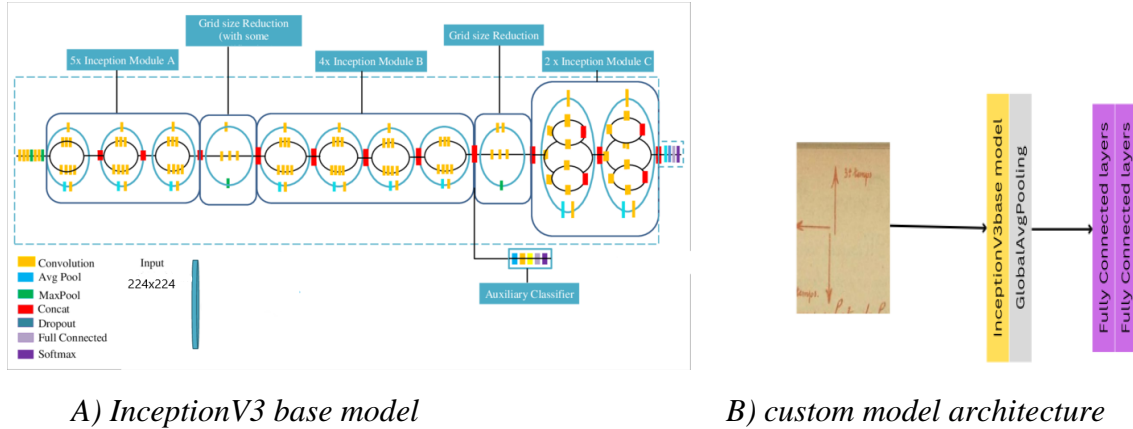 Grid size Reduction
(with some
Grid size Reduction
5x Inception Module A
4x Inception Module B
2 x Inception Module C
Convolution
Avg Pool
MaxPool
Concat
Dropout
Full Connected
Softmax
Input
224x224
Auxiliary Classifier
InceptionV3base model
GlobalAvgPooling
Fully Connected layers
Fully Connected layers
A) InceptionV3 base model
B) custom model architecture